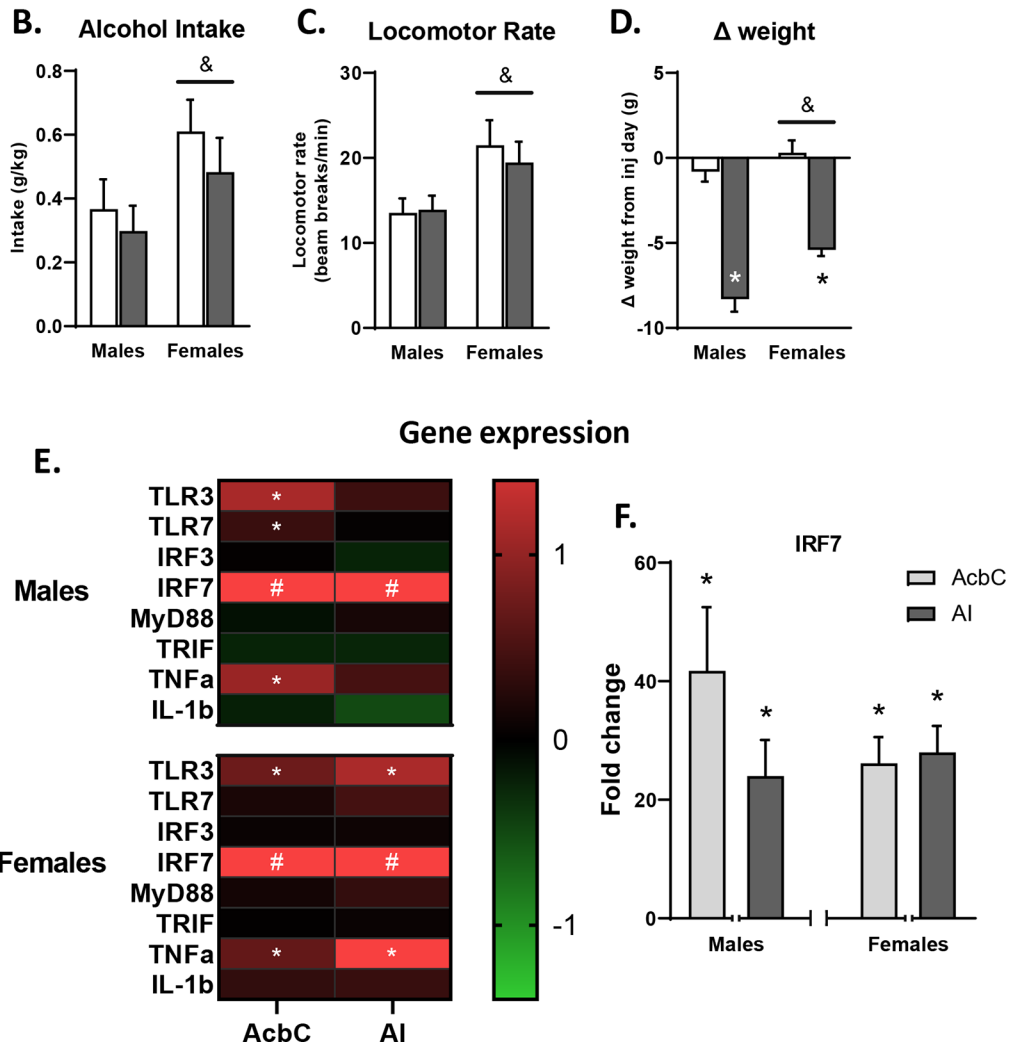 B. Alcohol Intake
&
0.8
0.6
0.4
0.2
0.0
Intake (g/kg)
Males Females
C. Locomotor Rate
&
30
20
10
0
Locomotor rate
(beam breaks/min)
Males Females
D. Δ weight
&
5
0
-5
-10
Δ weight from inj day (g)
* *
Males Females
Gene expression
E.
Males
TLR3 *
TLR7 *
IRF3
IRF7 # #
MyD88
TRIF
TNFa *
IL-1b
Females
TLR3 * *
TLR7
IRF3
IRF7 # #
MyD88
TRIF
TNFa * *
IL-1b
AcbC AI
1
0
-1
F.
IRF7
AcbC
AI
60
40
20
0
Fold change
* * * *
Males Females